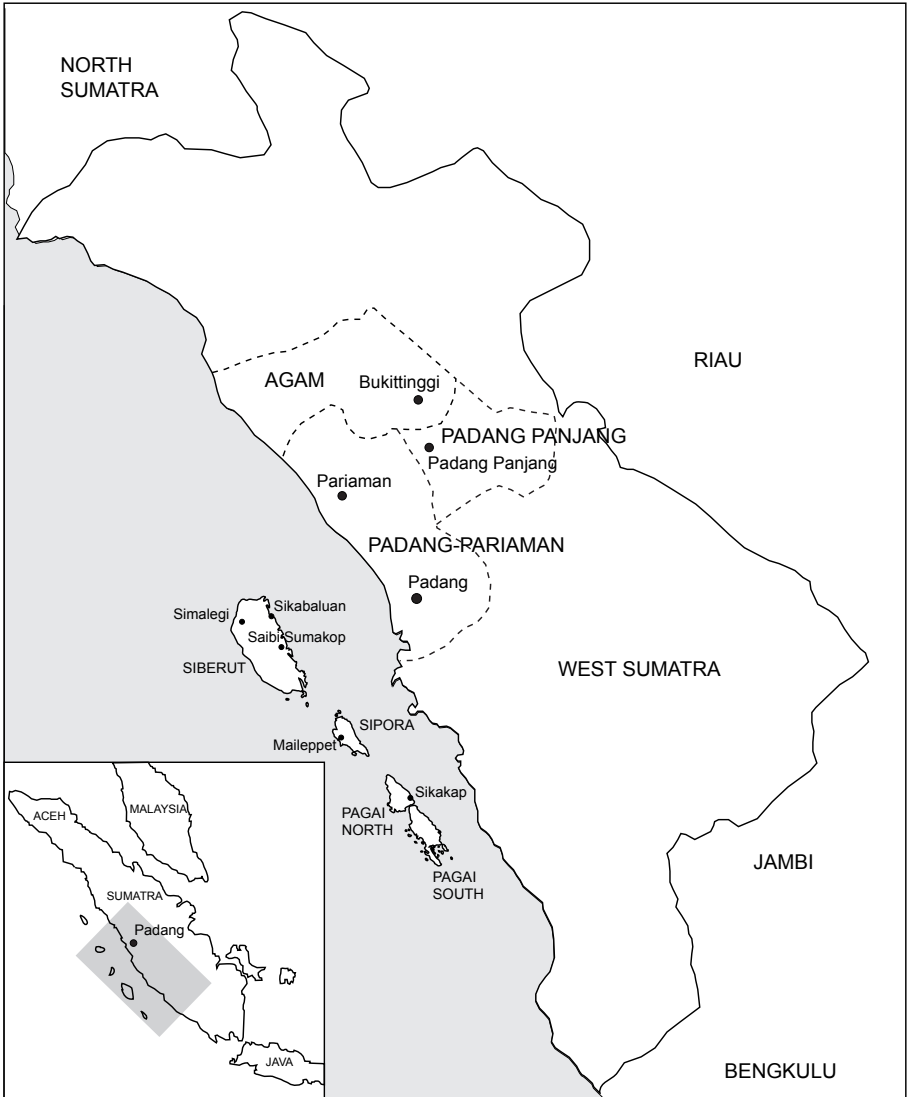 NORTH
SUMATRA
RIAU
AGAM
Bukittinggi
PADANG PANJANG
Padang Panjang
Pariaman
PADANG-PARIAMAN
Padang
Sikabaluan
Simalegi
Saibi Sumakop
SIBERUT
WEST SUMATRA
SIPORA
Maileppet
Sikakap
PAGAI
NORTH
PAGAI
SOUTH
JAMBI
BENGKULU
ACEH
MALAYSIA
SUMATRA
Padang
JAVA